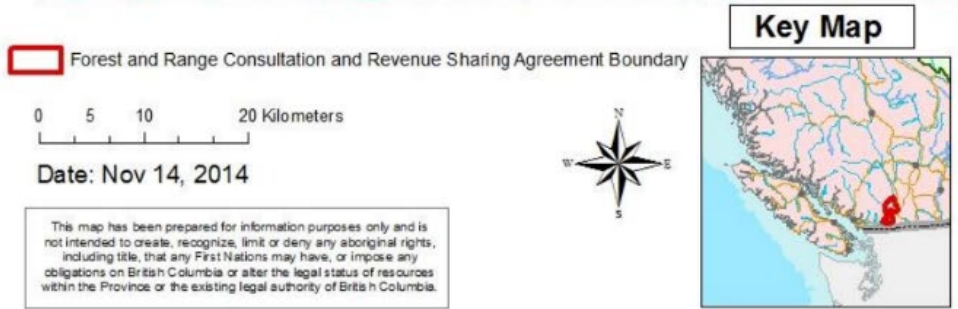 Key Map
Forest and Range Consultation and Revenue Sharing Agreement Boundary
0 5 10 20 Kilometers
N
W E
S
Date: Nov 14, 2014
This map has been prepared for information purposes only and is
not intended to create, recognize, limit or deny any aboriginal rights,
including title, that any First Nations may have, or impose any
obligations on British Columbia or alter the legal status of resources
within the Province or the existing legal authority of British Columbia.